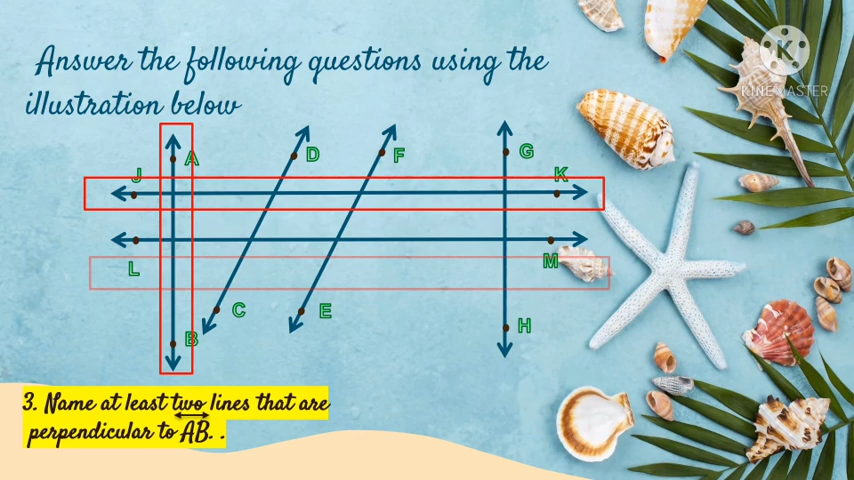 Answer the following questions using the
illustration below
A
D
F
G
J
K
L
M
C
E
H
B
3. Name at least two lines that are
perpendicular to AB. .
KINEMASTER